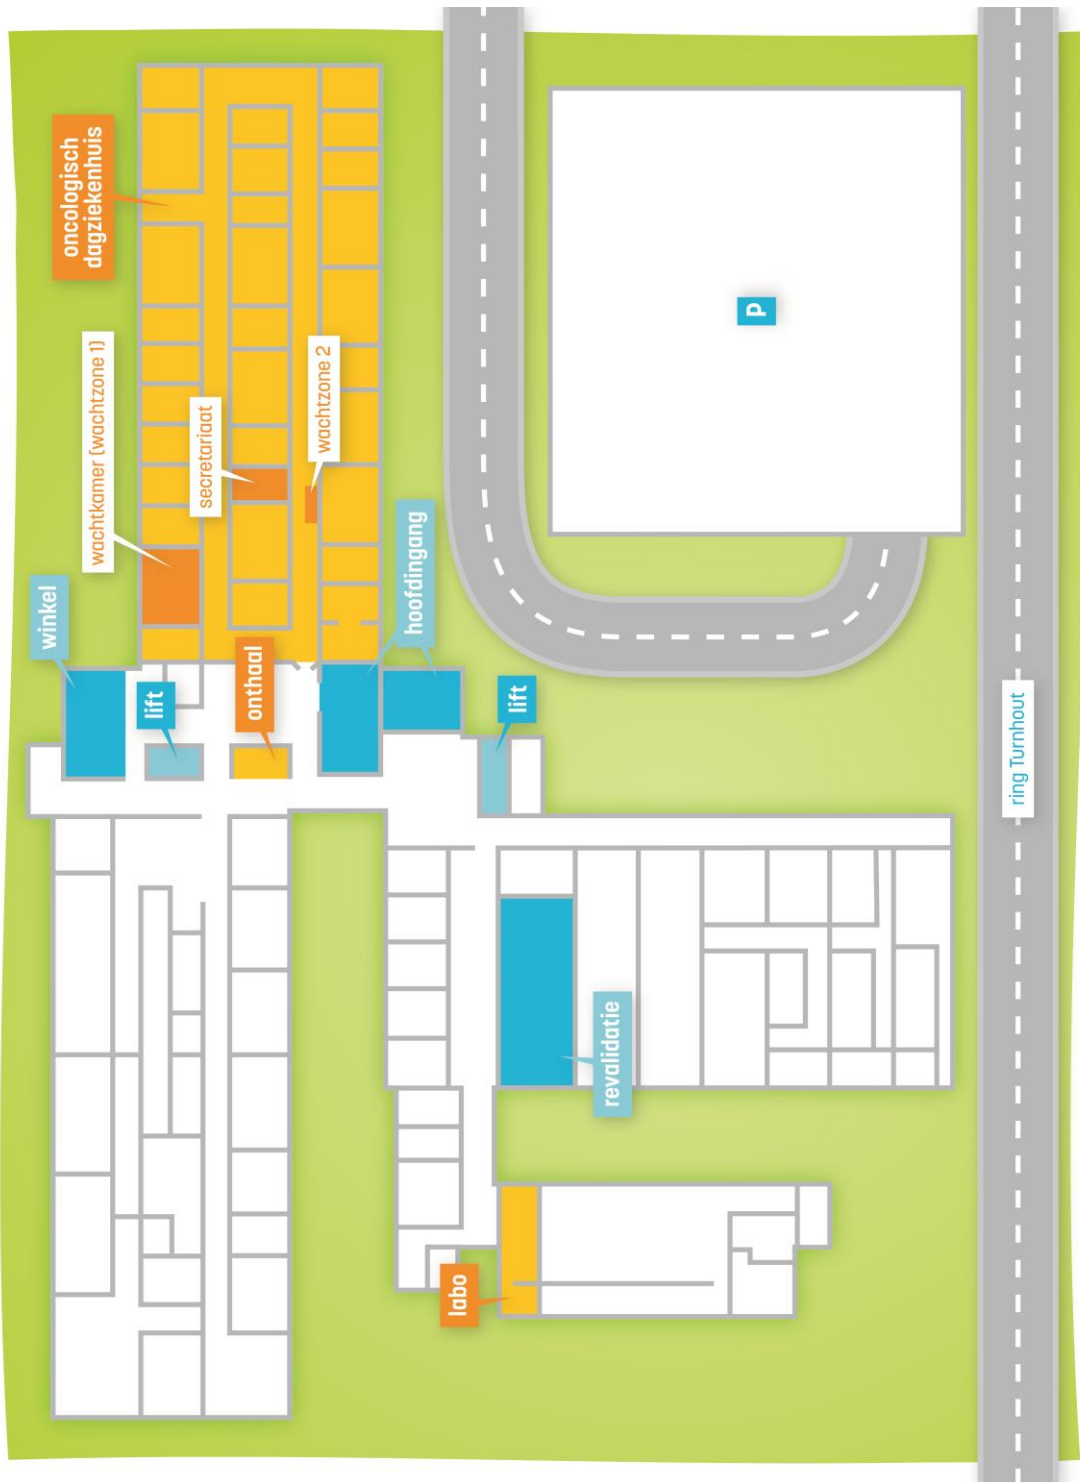 oncologisch
dagziekenhuis
wachtkamer (wachtzone 1)
secretariaat
wachtzone 2
winkel
lift
onthaal
hoofdingang
lift
P
ring Turnhout
revalidatie
labo